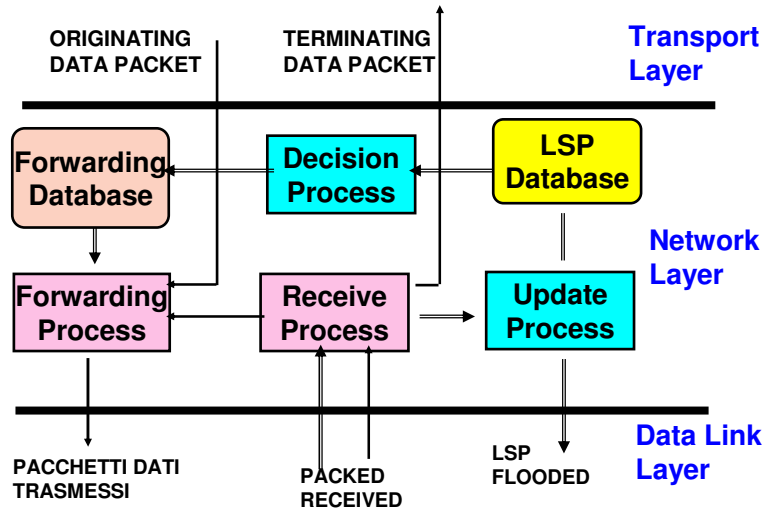 ORIGINATING
DATA PACKET
TERMINATING
DATA PACKET
Transport
Layer
Forwarding
Database
Decision
Process
LSP
Database
Network
Layer
Forwarding
Process
Receive
Process
Update
Process
Data Link
Layer
PACCHETTI DATI
TRASMESSI
PACKED
RECEIVED
LSP
FLOODED